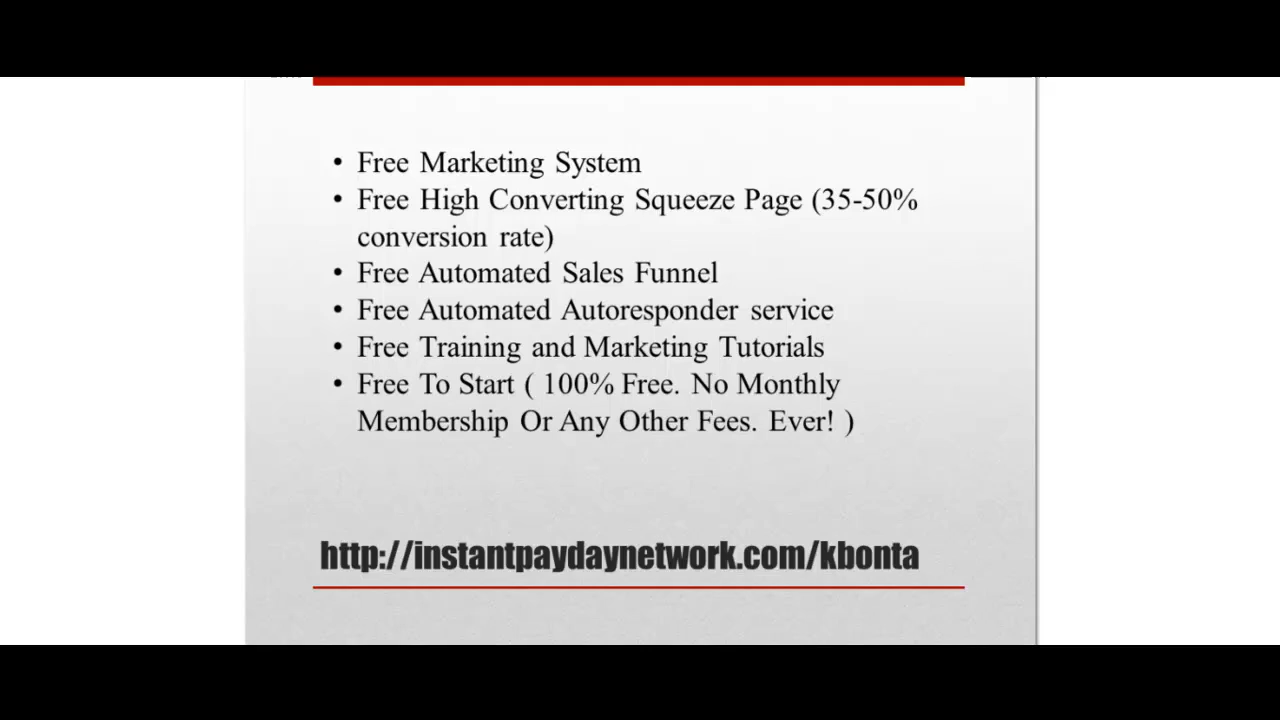 • Free Marketing System
• Free High Converting Squeeze Page (35-50%
conversion rate)
• Free Automated Sales Funnel
• Free Automated Autoresponder service
• Free Training and Marketing Tutorials
• Free To Start ( 100% Free. No Monthly
Membership Or Any Other Fees. Ever! )
http://instantpaydaynetwork.com/kbonta